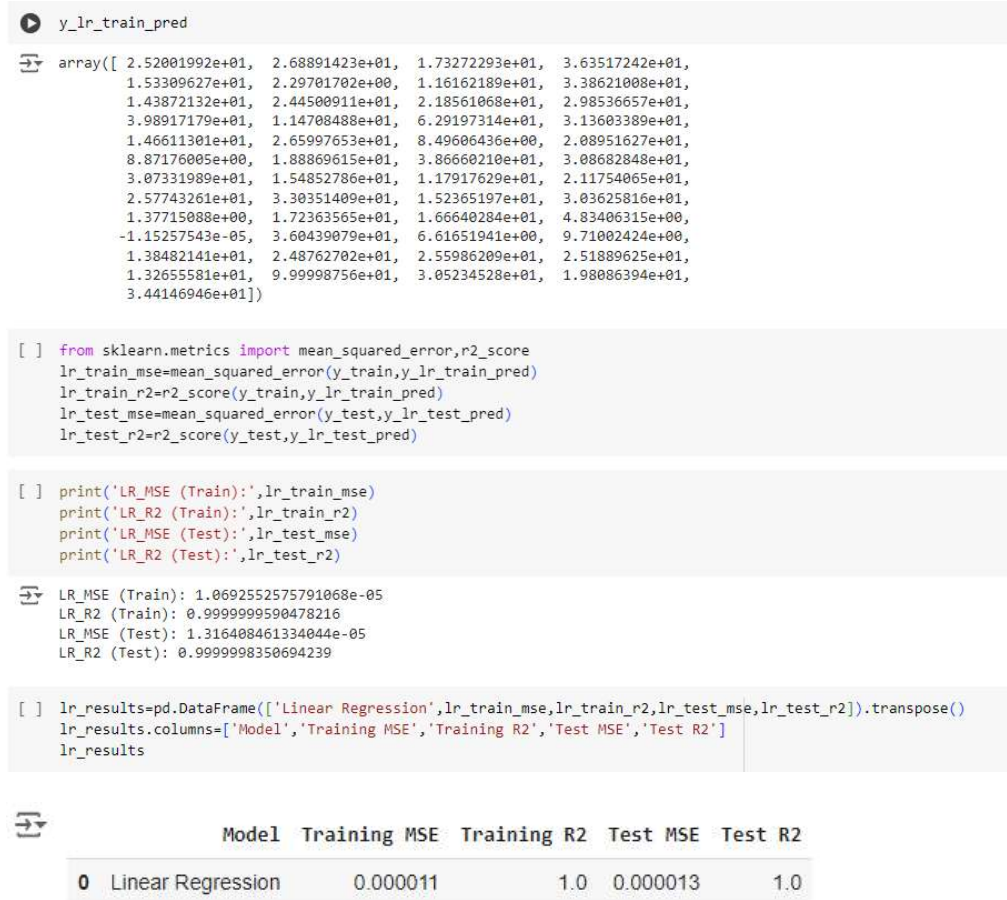 y_lr_train_pred
array([ 2.52001992e+01, 2.68891423e+01, 1.73272293e+01, 3.63517242e+01,
1.53309627e+01, 2.29701702e+00, 1.16162189e+01, 3.38621008e+01,
1.43872132e+01, 2.44500911e+01, 2.18561068e+01, 2.98536657e+01,
3.98917179e+01, 1.14708488e+01, 6.29197314e+01, 3.13603389e+01,
1.46611301e+01, 2.65997653e+01, 8.49606436e+00, 2.08951627e+01,
8.87176005e+00, 1.88869615e+01, 3.86660210e+01, 3.08682848e+01,
3.07331989e+01, 1.54852786e+01, 1.17917629e+01, 2.11754065e+01,
2.57743261e+01, 3.30351409e+01, 1.52365197e+01, 3.03625816e+01,
1.37715088e+00, 1.72363565e+01, 1.66640284e+01, 4.83406315e+00,
-1.15257543e-05, 3.60439079e+01, 6.61651941e+00, 9.71002424e+00,
1.38482141e+01, 2.48762702e+01, 2.55986209e+01, 2.51889625e+01,
1.32655581e+01, 9.99998756e+01, 3.05234528e+01, 1.98086394e+01,
3.44146946e+01])
[ ] from sklearn.metrics import mean_squared_error,r2_score
lr_train_mse=mean_squared_error(y_train,y_lr_train_pred)
lr_train_r2=r2_score(y_train,y_lr_train_pred)
lr_test_mse=mean_squared_error(y_test,y_lr_test_pred)
lr_test_r2=r2_score(y_test,y_lr_test_pred)
[ ] print('LR_MSE (Train):',lr_train_mse)
print('LR_R2 (Train):',lr_train_r2)
print('LR_MSE (Test):',lr_test_mse)
print('LR_R2 (Test):',lr_test_r2)
LR_MSE (Train): 1.0692552575791068e-05
LR_R2 (Train): 0.9999999590478216
LR_MSE (Test): 1.316408461334044e-05
LR_R2 (Test): 0.9999998350694239
[ ] lr_results=pd.DataFrame(['Linear Regression',lr_train_mse,lr_train_r2,lr_test_mse,lr_test_r2]).transpose()
lr_results.columns=['Model','Training MSE','Training R2','Test MSE','Test R2']
lr_results
Model Training MSE Training R2 Test MSE Test R2
0 Linear Regression 0.000011 1.0 0.000013 1.0